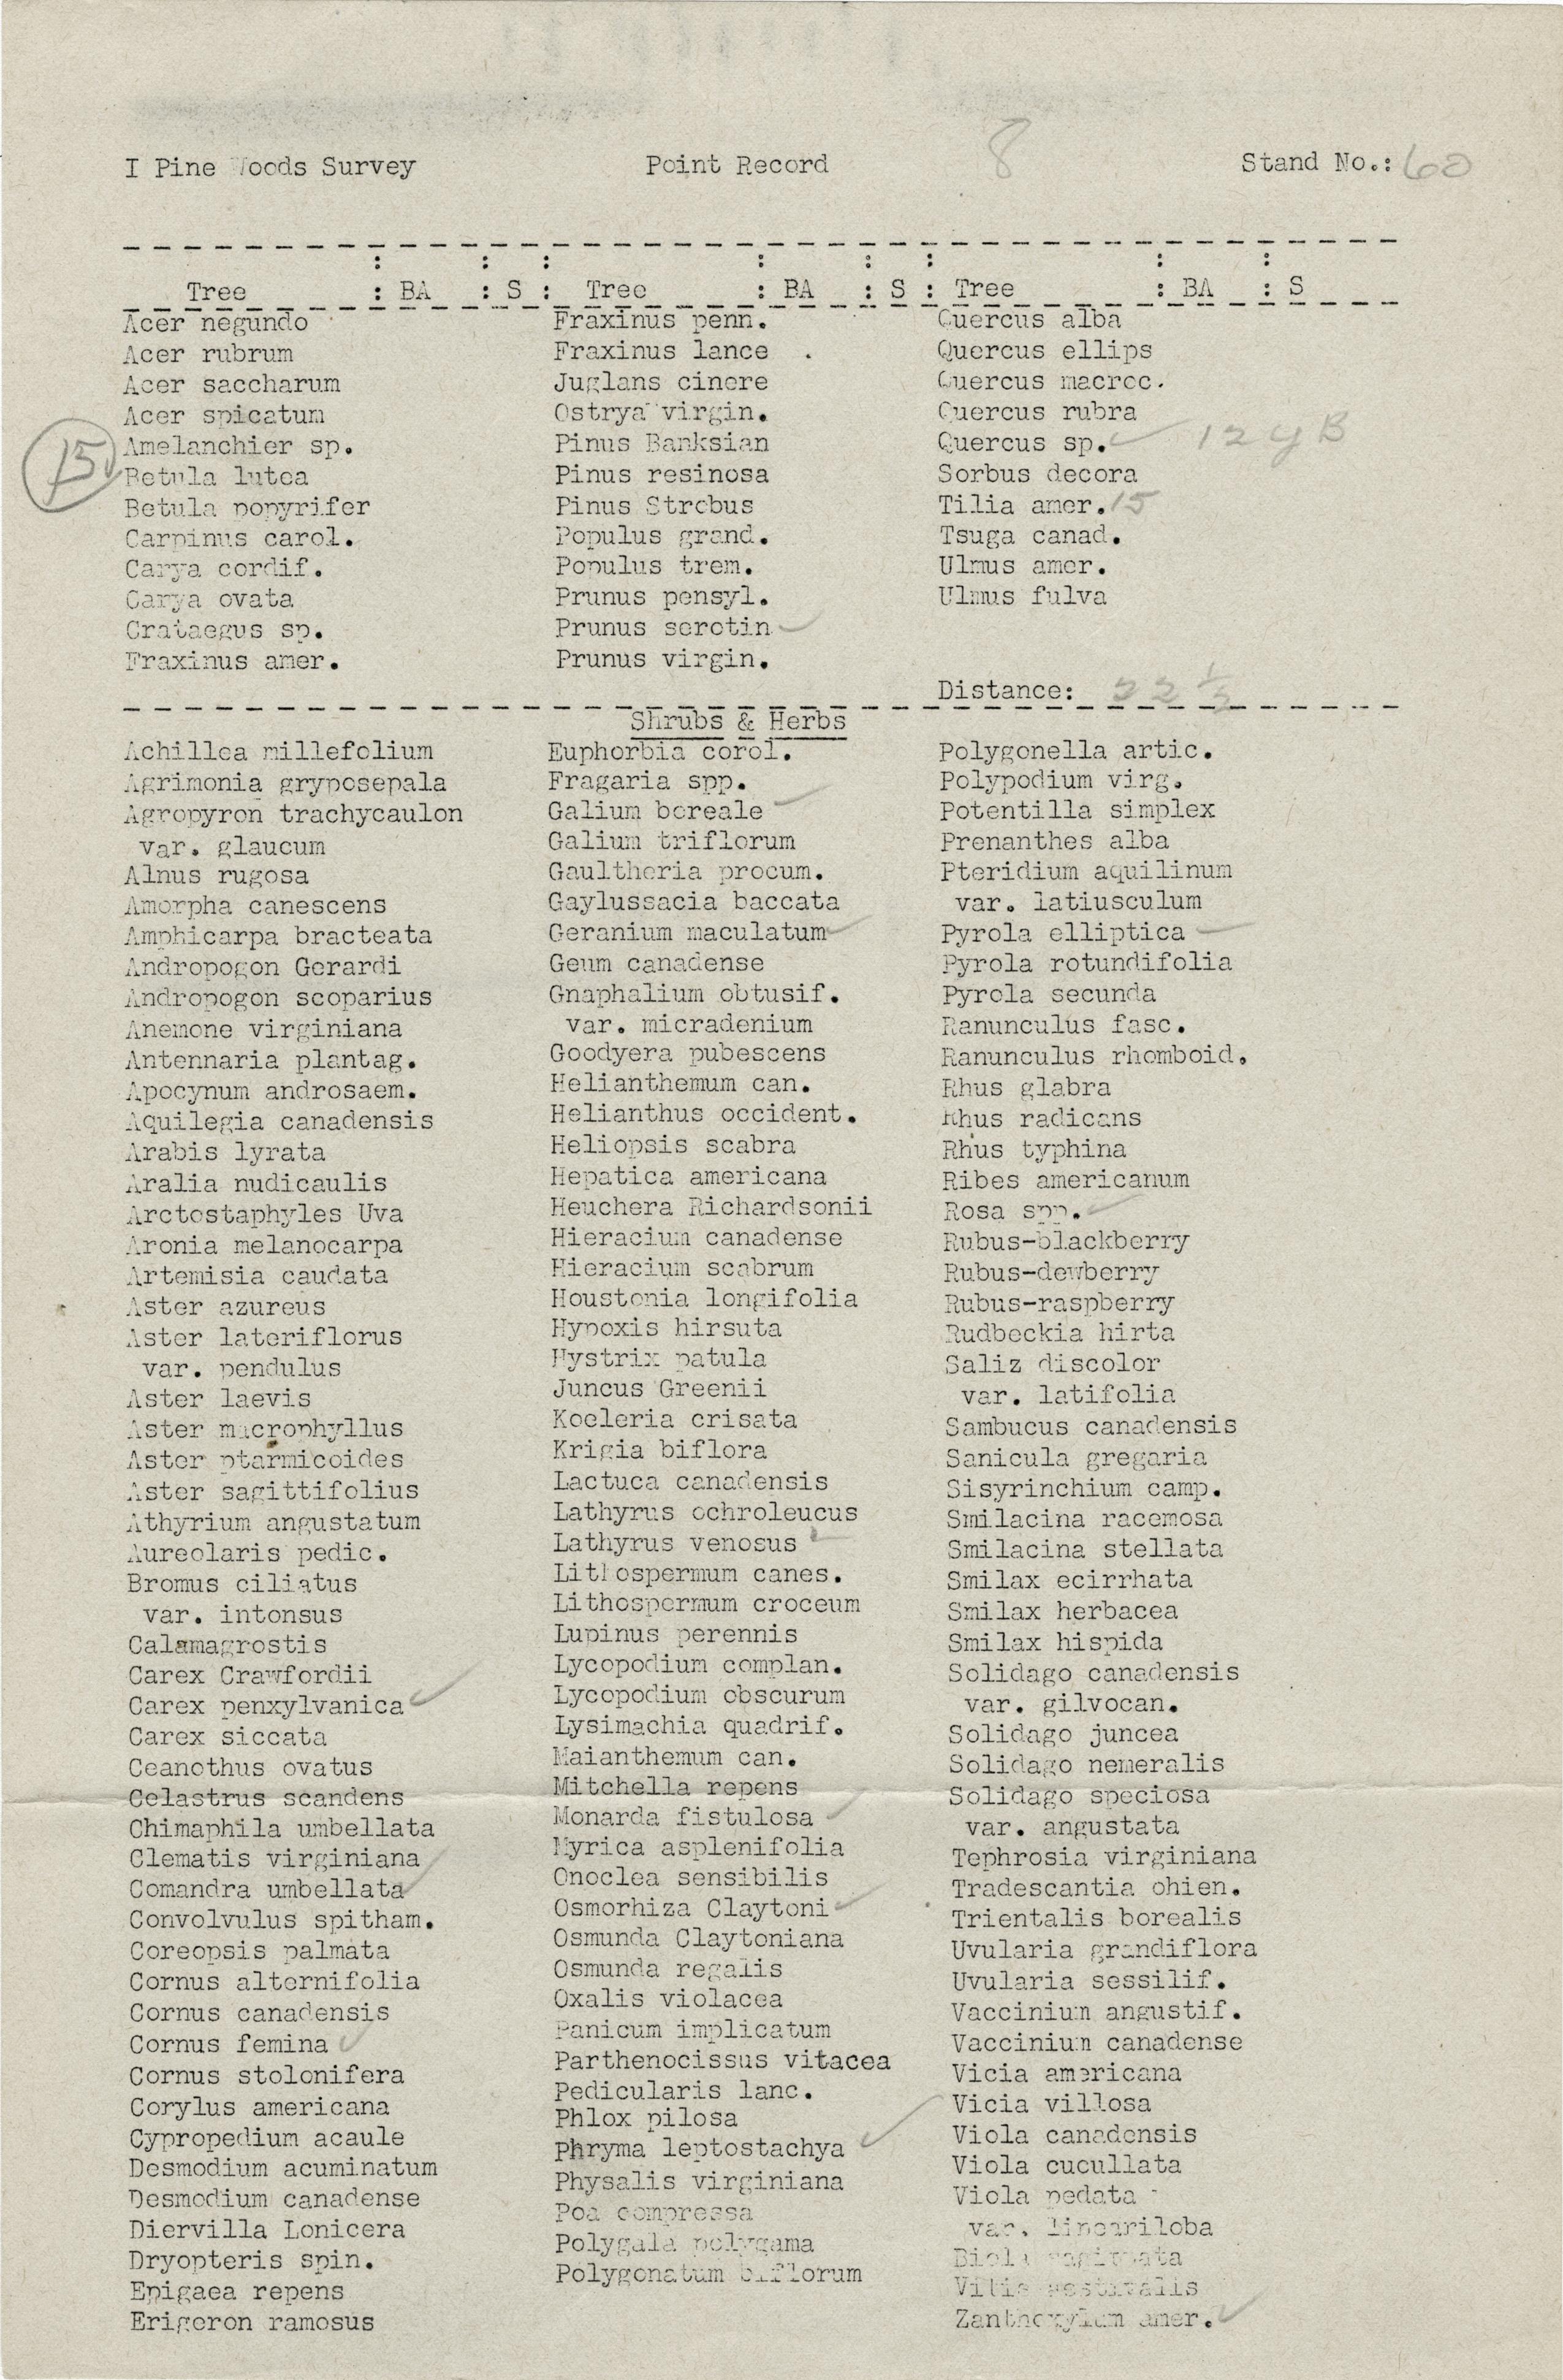 8
I Pine Woods Survey Point Record Stand No.: 60
Tree : BA : S : Tree : BA : S : Tree : BA : S
Acer negundo
Acer rubrum
Acer saccharum
Acer spicatum
15 Amelanchier sp.
Betula lutea
Betula popyrifer
Carpinus carol.
Carya cordif.
Carya ovata
Crataegus sp.
Fraxinus amer.
Fraxinus penn.
Fraxinus lance .
Juglans cinere
Ostrya virgin.
Pinus Banksian
Pinus resinosa
Pinus Strobus
Populus grand.
Populus trem.
Prunus pensyl.
Prunus serotin ✓
Prunus virgin.
Quercus alba
Quercus ellips
Quercus macroc.
Quercus rubra
Quercus sp. ✓ 12 y B
Sorbus decora
Tilia amer. 15
Tsuga canad.
Ulmus amer.
Ulmus fulva
Distance: 22 1/2
Shrubs & Herbs
Achillea millefolium
Agrimonia gryposepala
Agropyron trachycaulon
var. glaucum
Alnus rugosa
Amorpha canescens
Amphicarpa bracteata
Andropogon Gerardi
Andropogon scoparius
Anemone virginiana
Antennaria plantag.
Apocynum androsaem.
Aquilegia canadensis
Arabis lyrata
Aralia nudicaulis
Arctostaphyles Uva
Aronia melanocarpa
Artemisia caudata
Aster azureus
Aster lateriflorus
var. pendulus
Aster laevis
Aster macrophyllus
Aster ptarmicoides
Aster sagittifolius
Athyrium angustatum
Aureolaris pedic.
Bromus ciliatus
var. intonsus
Calamagrostis
Carex Crawfordii
Carex penxylvanica ✓
Carex siccata
Ceanothus ovatus
Celastrus scandens
Chimaphila umbellata
Clematis virginiana
Comandra umbellata ✓
Convolvulus spitham.
Coreopsis palmata
Cornus alternifolia
Cornus canadensis
Cornus femina ✓
Cornus stolonifera
Corylus americana
Cypropedium acaule
Desmodium acuminatum
Desmodium canadense
Diervilla Lonicera
Dryopteris spin.
Epigaea repens
Erigeron ramosus
Euphorbia corol.
Fragaria spp.
Galium boreale ✓
Galium triflorum
Gaultheria procum.
Gaylussacia baccata
Geranium maculatum ✓
Geum canadense
Gnaphalium obtusif.
var. micradenium
Goodyera pubescens
Helianthemum can.
Helianthus occident.
Heliopsis scabra
Hepatica americana
Heuchera Richardsonii
Hieracium canadense
Hieracium scabrum
Houstonia longifolia
Hypoxis hirsuta
Hystrix patula
Juncus Greenii
Koeleria crisata
Krigia biflora
Lactuca canadensis
Lathyrus ochroleucus
Lathyrus venosus ✓
Lithospermum canes.
Lithospermum croceum
Lupinus perennis
Lycopodium complan.
Lycopodium obscurum
Lysimachia quadrif.
Maianthemum can.
Mitchella repens
Monarda fistulosa ✓
Myrica asplenifolia
Onoclea sensibilis
Osmorhiza Claytoni ✓
Osmunda Claytoniana
Osmunda regalis
Oxalis violacea
Panicum implicatum
Parthenocissus vitacea
Pedicularis lanc.
Phlox pilosa
Phryma leptostachya ✓
Physalis virginiana
Poa compressa
Polygala polygama
Polygonatum biflorum
Polygonella artic.
Polypodium virg.
Potentilla simplex
Prenanthes alba
Pteridium aquilinum
var. latiusculum
Pyrola elliptica ✓
Pyrola rotundifolia
Pyrola secunda
Ranunculus fasc.
Ranunculus rhomboid.
Rhus glabra
Rhus radicans
Rhus typhina
Ribes americanum
Rosa spp. ✓
Rubus-blackberry
Rubus-dewberry
Rubus-raspberry
Rudbeckia hirta
Saliz discolor
var. latifolia
Sambucus canadensis
Sanicula gregaria
Sisyrinchium camp.
Smilacina racemosa
Smilacina stellata
Smilax ecirrhata
Smilax herbacea
Smilax hispida
Solidago canadensis
var. gilvocan.
Solidago juncea
Solidago nemeralis
Solidago speciosa
var. angustata
Tephrosia virginiana
Tradescantia ohien.
Trientalis borealis
Uvularia grandiflora
Uvularia sessilif.
Vaccinium angustif.
Vaccinium canadense
Vicia americana
Vicia villosa
Viola canadensis
Viola cucullata
Viola pedata
var. lineariloba
Biola sagittata
Vitis aestivalis
Zanthoxylum amer. ✓